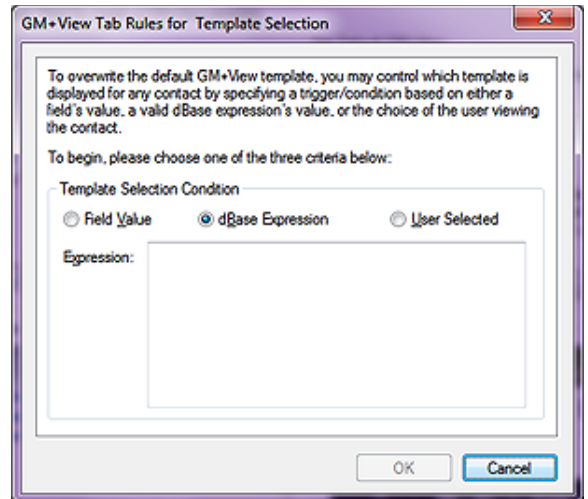 GM+View Tab Rules for Template Selection
To overwrite the default GM+View template, you may control which template is
displayed for any contact by specifying a trigger/condition based on either a
field's value, a valid dBase expression's value, or the choice of the user viewing
the contact.
To begin, please choose one of the three criteria below:
Template Selection Condition
Field Value dBase Expression User Selected
Expression:
OK Cancel